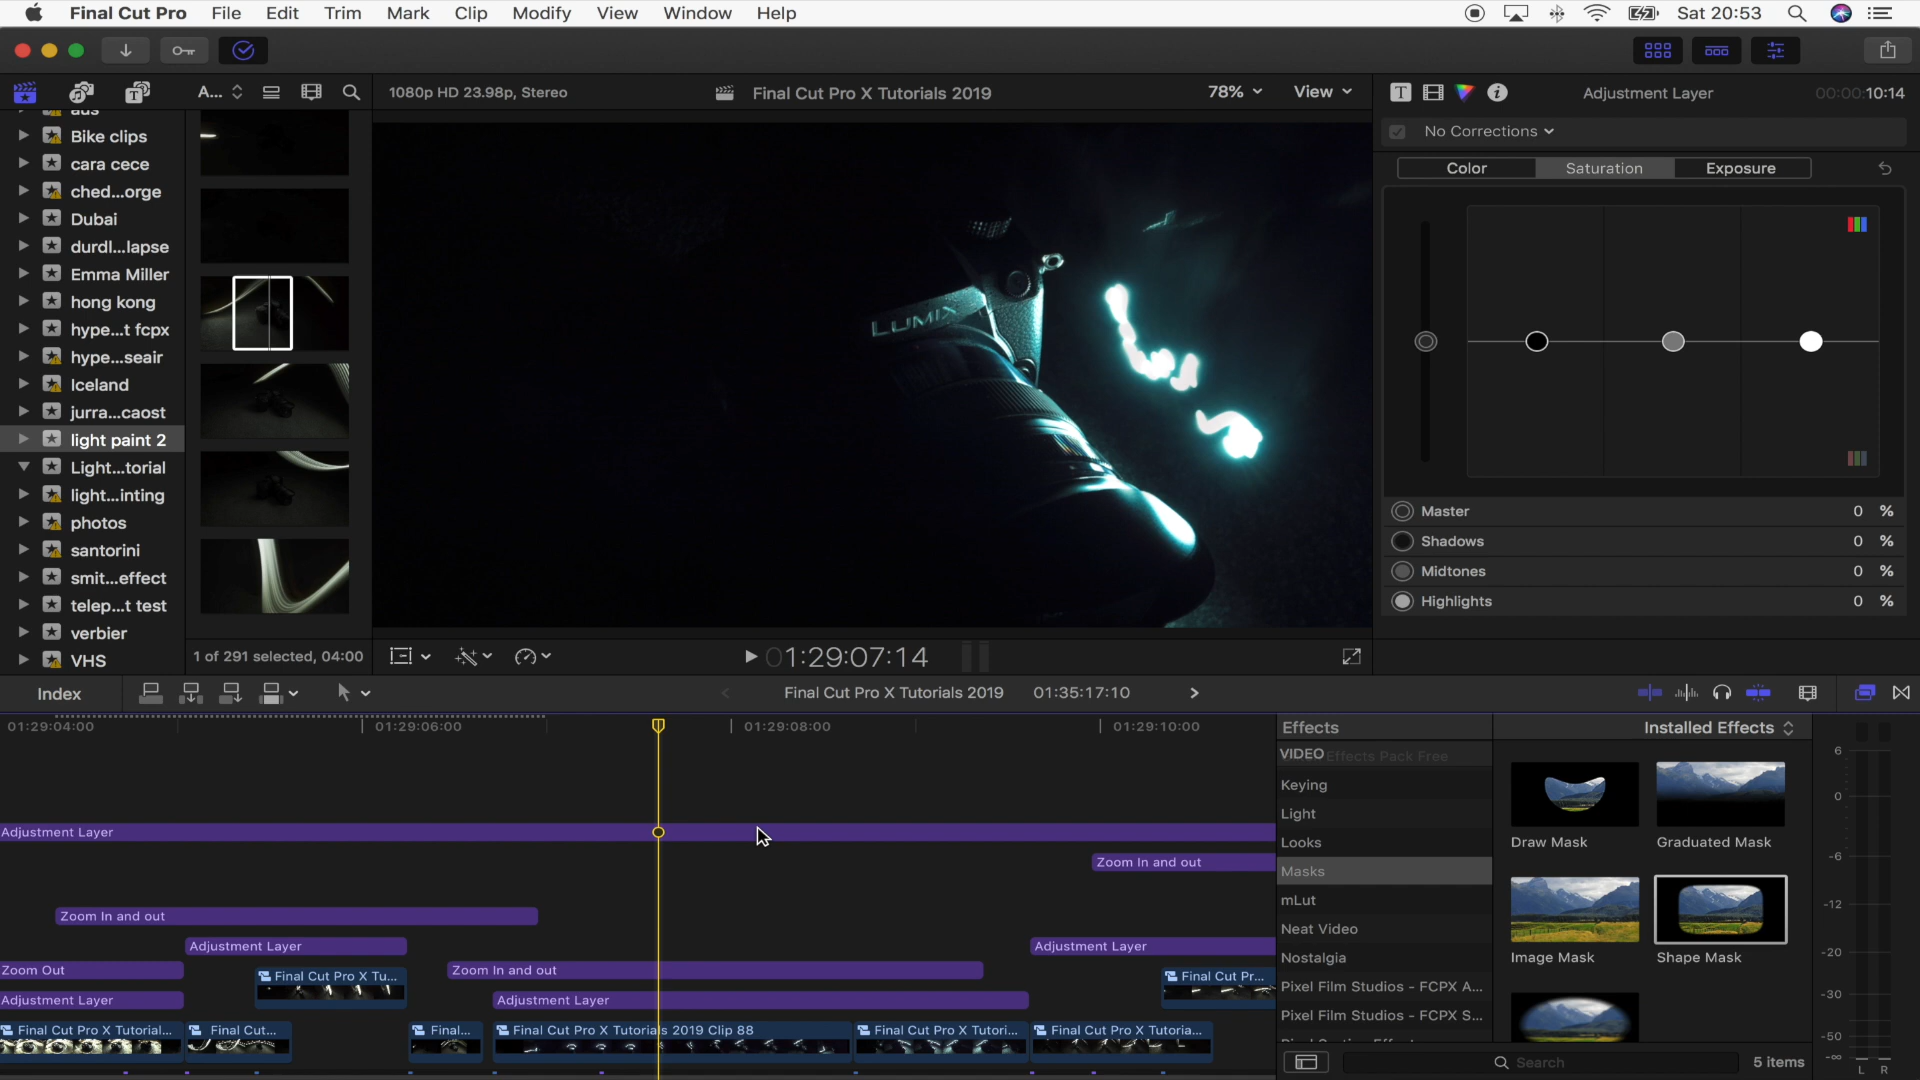 Final Cut Pro File Edit Trim Mark Clip Modify View Window Help Sat 20:53
A... 1080p HD 23.98p, Stereo Final Cut Pro X Tutorials 2019 78% View Adjustment Layer 00:00:10:14
No Corrections
Color Saturation Exposure
Bike clips
cara cece
ched...orge
Dubai
durdl...lapse
Emma Miller
hong kong
hype...t fcpx
hype...seair
Iceland
jurra...caost
light paint 2
Light...torial
light...inting
photos
santorini
smit...effect
telep...t test
verbier
VHS
LUMIX
Master 0 %
Shadows 0 %
Midtones 0 %
Highlights 0 %
1 of 291 selected, 04:00
01:29:07:14
Index Final Cut Pro X Tutorials 2019 01:35:17:10
01:29:04:00 01:29:06:00 01:29:08:00 01:29:10:00
Adjustment Layer
Zoom In and out
Zoom In and out
Adjustment Layer Adjustment Layer
Zoom Out Zoom In and out
Final Cut Pro X Tu... Final Cut Pr...
Adjustment Layer Adjustment Layer
Final Cut Pro X Tutorial... Final Cut... Final... Final Cut Pro X Tutorials 2019 Clip 88 Final Cut Pro X Tutori... Final Cut Pro X Tutoria...
Effects Installed Effects
VIDEO Effects Pack Free
Keying
Light
Looks
Masks
mLut
Neat Video
Nostalgia
Pixel Film Studios - FCPX A...
Pixel Film Studios - FCPX S...
Draw Mask Graduated Mask
Image Mask Shape Mask
Search 5 items
6
0
-6
-12
-20
-30
-50
-∞
L R